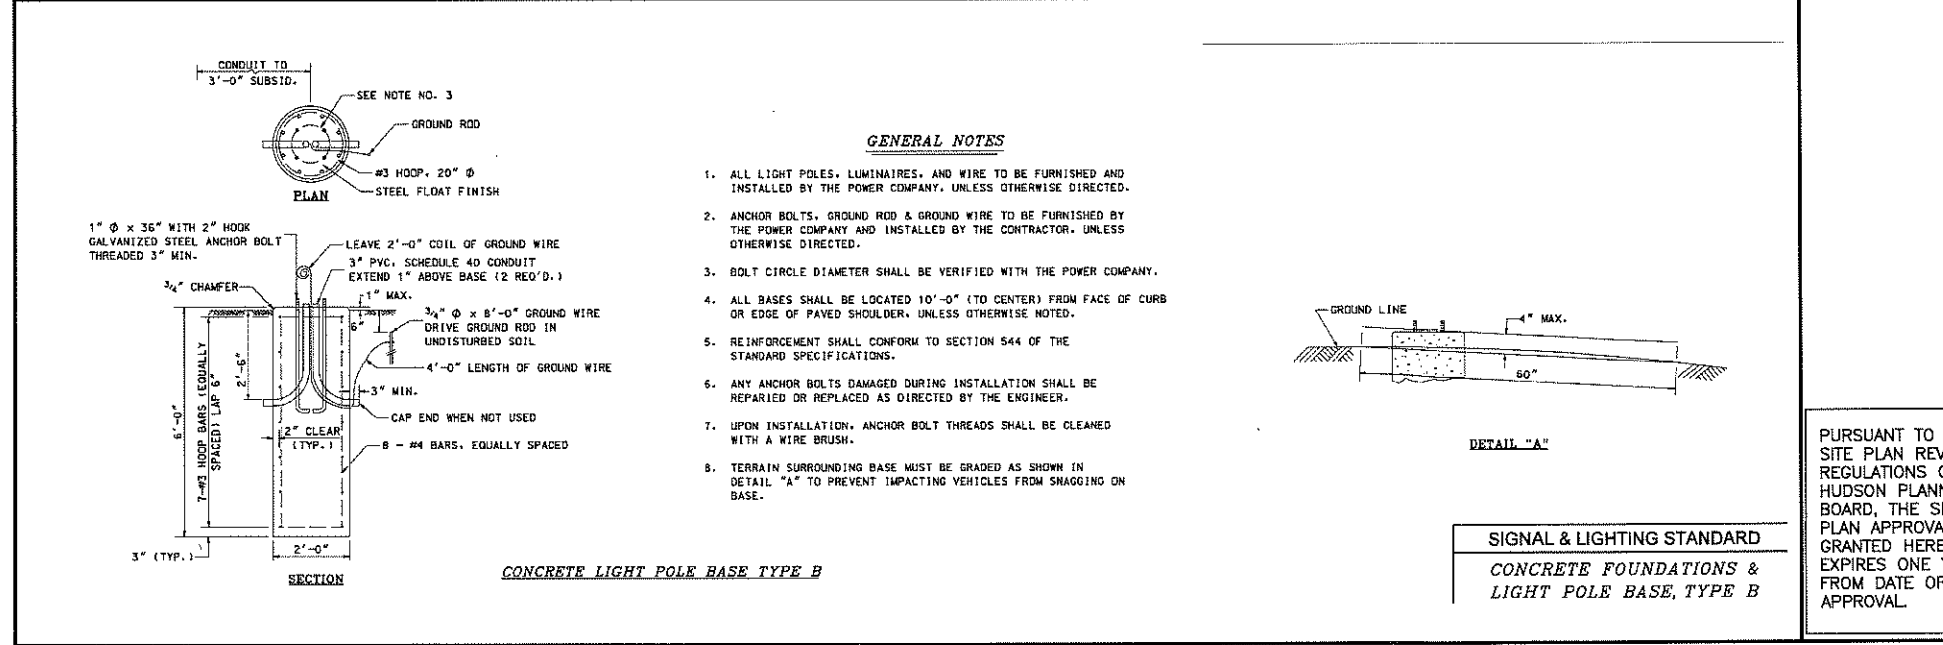 CONDUIT TO
3'-0" SUBSID.
SEE NOTE NO. 3
GROUND ROD
#3 HOOP, 20" Φ
STEEL FLOAT FINISH
PLAN
1" Φ x 36" WITH 2" HOOK
GALVANIZED STEEL ANCHOR BOLT
THREADED 3" MIN.
LEAVE 2'-0" COIL OF GROUND WIRE
3" PVC, SCHEDULE 40 CONDUIT
EXTEND 1" ABOVE BASE (2 REQ'D.)
3/4" CHAMFER
1" MAX.
6"
3/4" Φ x 8'-0" GROUND WIRE
DRIVE GROUND ROD IN
UNDISTURBED SOIL
4'-0" LENGTH OF GROUND WIRE
2'-6"
3" MIN.
CAP END WHEN NOT USED
6'-0"
7-#3 HOOP BARS (EQUALLY
SPACED) LAP 6"
2" CLEAR
(TYP.)
8 - #4 BARS, EQUALLY SPACED
3" (TYP.)
2'-0"
SECTION
CONCRETE LIGHT POLE BASE TYPE B
GENERAL NOTES
1. ALL LIGHT POLES, LUMINAIRES, AND WIRE TO BE FURNISHED AND
INSTALLED BY THE POWER COMPANY, UNLESS OTHERWISE DIRECTED.
2. ANCHOR BOLTS, GROUND ROD & GROUND WIRE TO BE FURNISHED BY
THE POWER COMPANY AND INSTALLED BY THE CONTRACTOR, UNLESS
OTHERWISE DIRECTED.
3. BOLT CIRCLE DIAMETER SHALL BE VERIFIED WITH THE POWER COMPANY.
4. ALL BASES SHALL BE LOCATED 10'-0" (TO CENTER) FROM FACE OF CURB
OR EDGE OF PAVED SHOULDER, UNLESS OTHERWISE NOTED.
5. REINFORCEMENT SHALL CONFORM TO SECTION 544 OF THE
STANDARD SPECIFICATIONS.
6. ANY ANCHOR BOLTS DAMAGED DURING INSTALLATION SHALL BE
REPARIED OR REPLACED AS DIRECTED BY THE ENGINEER.
7. UPON INSTALLATION, ANCHOR BOLT THREADS SHALL BE CLEANED
WITH A WIRE BRUSH.
8. TERRAIN SURROUNDING BASE MUST BE GRADED AS SHOWN IN
DETAIL "A" TO PREVENT IMPACTING VEHICLES FROM SNAGGING ON
BASE.
GROUND LINE
4" MAX.
60"
DETAIL "A"
SIGNAL & LIGHTING STANDARD
CONCRETE FOUNDATIONS &
LIGHT POLE BASE, TYPE B
PURSUANT TO
SITE PLAN REV
REGULATIONS
HUDSON PLANN
BOARD, THE
PLAN APPROVA
GRANTED HERE
EXPIRES ONE
FROM DATE OF
APPROVAL.